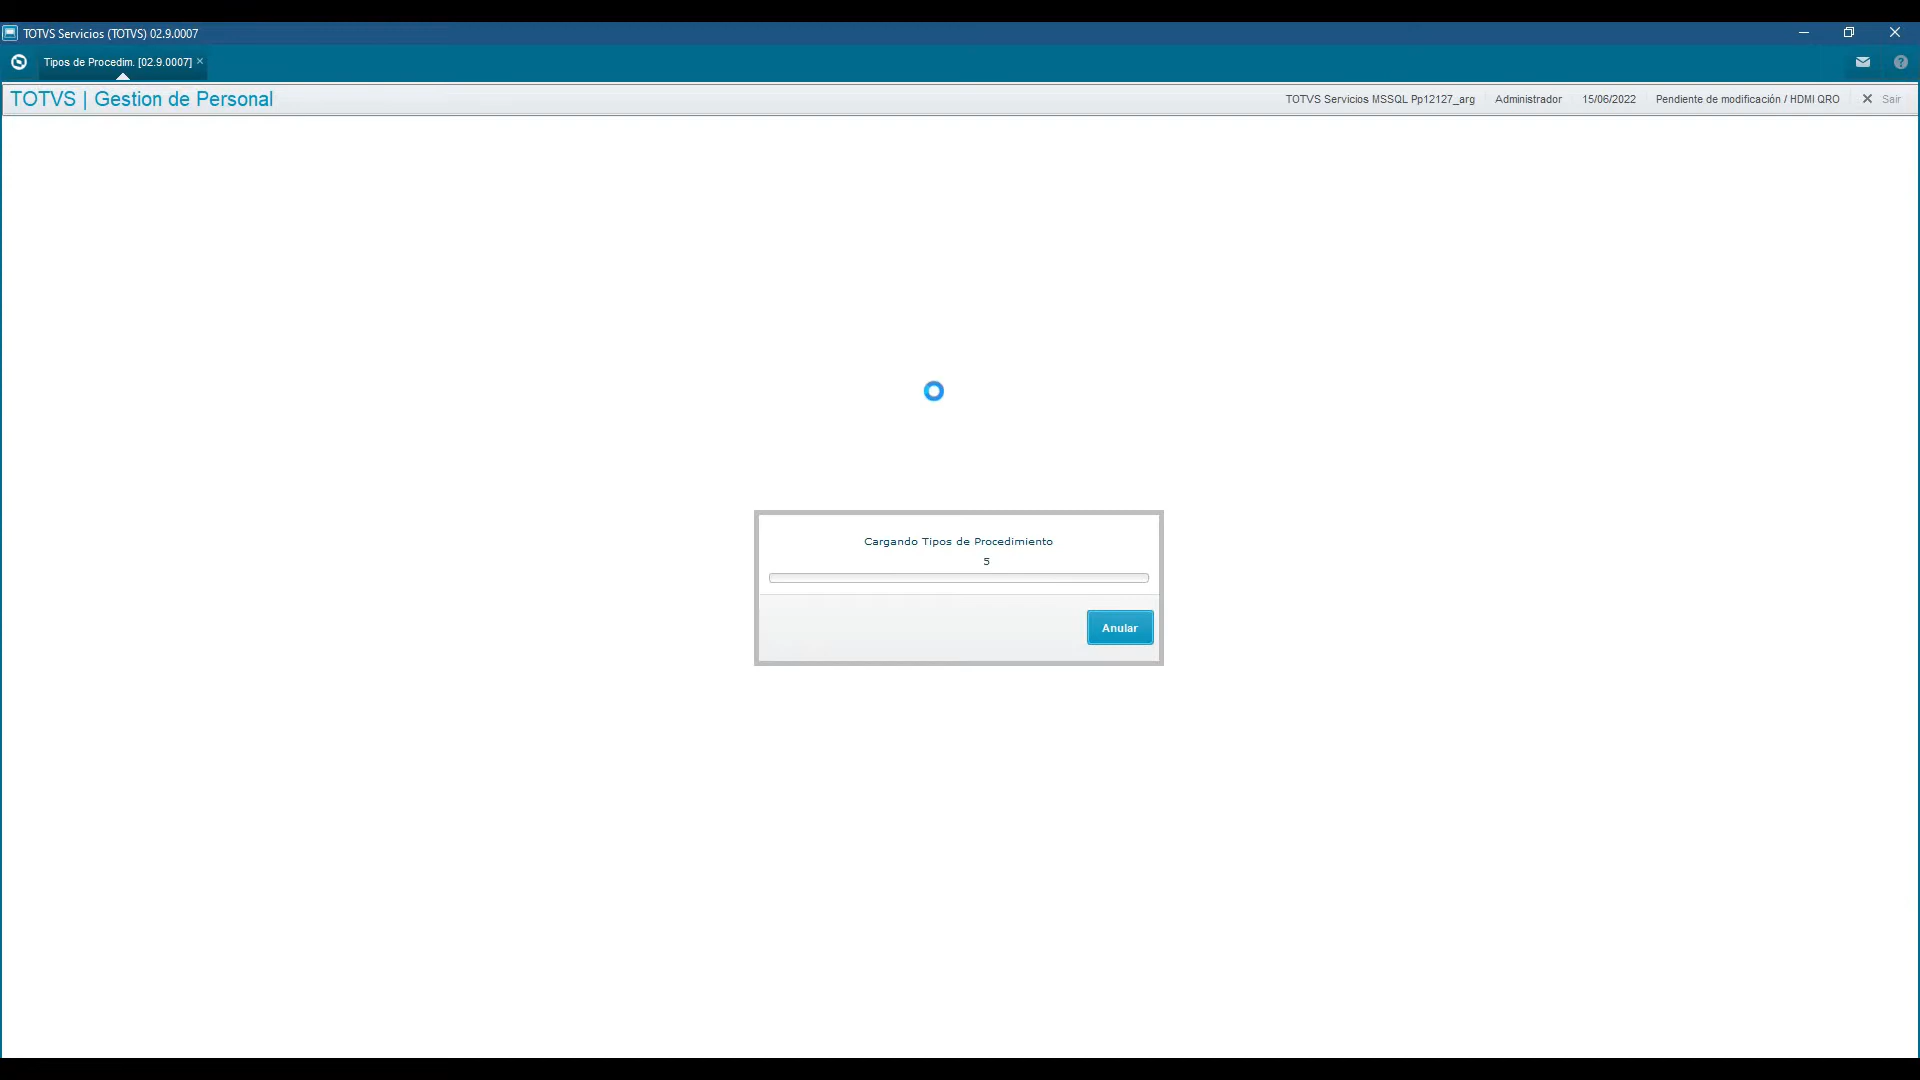 TOTVS Servicios (TOTVS) 02.9.0007
Tipos de Procedim. [02.9.0007]
TOTVS | Gestion de Personal
TOTVS Servicios MSSQL Pp12127_arg Administrador 15/06/2022 Pendiente de modificación / HDMI QRO Sair
Cargando Tipos de Procedimiento
5
Anular